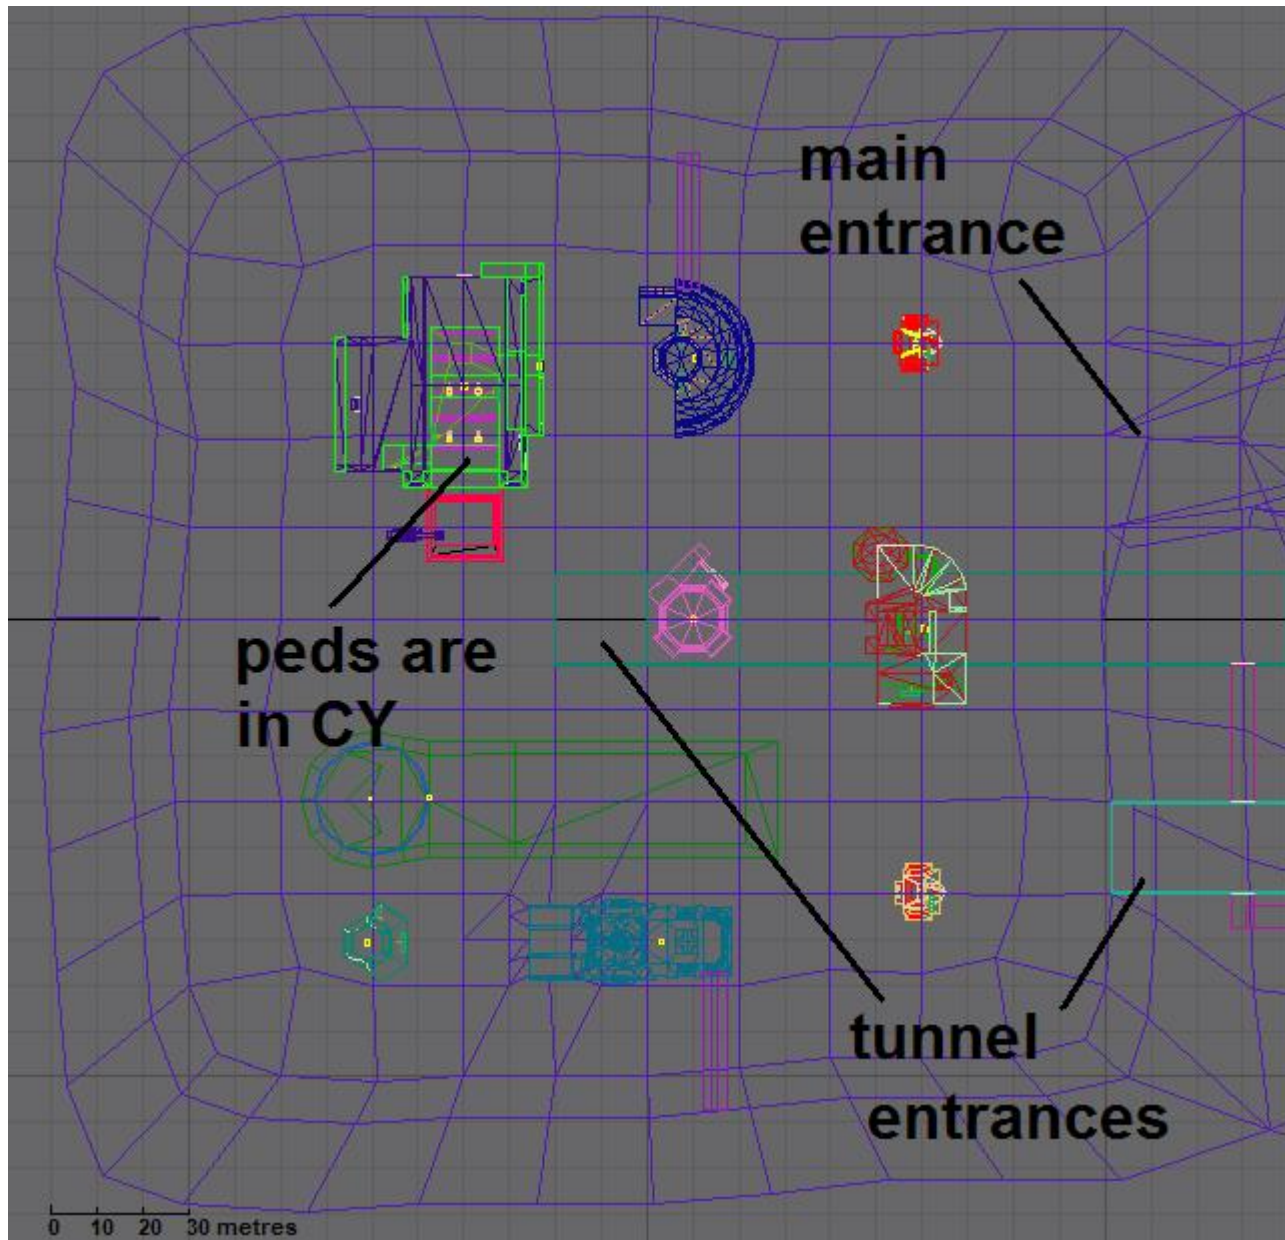 main
entrance
peds are
in CY
tunnel
entrances
0 10 20 30 metres